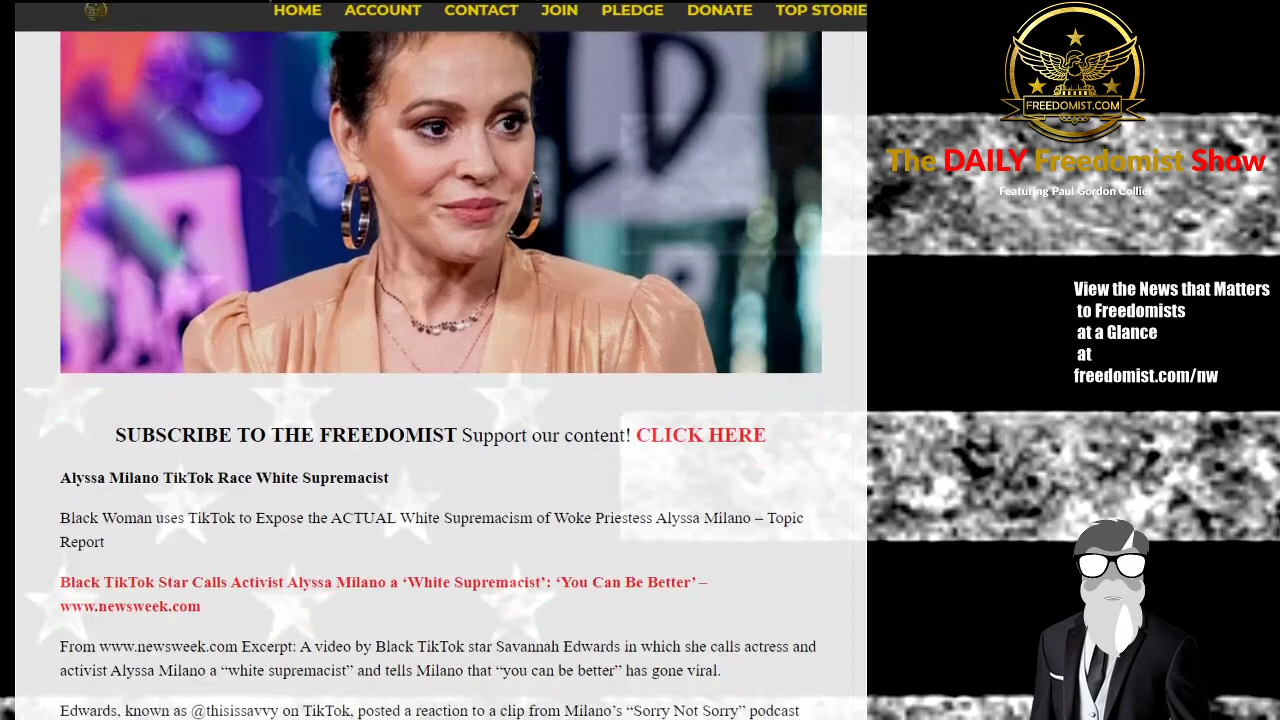 HOME ACCOUNT CONTACT JOIN PLEDGE DONATE TOP STORIE
SUBSCRIBE TO THE FREEDOMIST Support our content! CLICK HERE
Alyssa Milano TikTok Race White Supremacist
Black Woman uses TikTok to Expose the ACTUAL White Supremacism of Woke Priestess Alyssa Milano – Topic
Report
Black TikTok Star Calls Activist Alyssa Milano a ‘White Supremacist’: ‘You Can Be Better’ –
www.newsweek.com
From www.newsweek.com Excerpt: A video by Black TikTok star Savannah Edwards in which she calls actress and
activist Alyssa Milano a “white supremacist” and tells Milano that “you can be better” has gone viral.
Edwards, known as @thisissavvy on TikTok, posted a reaction to a clip from Milano’s “Sorry Not Sorry” podcast
FREEDOMIST.COM
The DAILY Freedomist Show
Featuring Paul Gordon Collie
View the News that Matters
to Freedomists
at a Glance
at
freedomist.com/nw